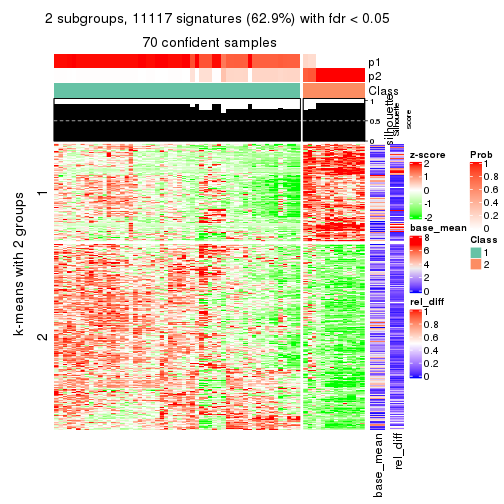 2 subgroups, 11117 signatures (62.9%) with fdr < 0.05
70 confident samples
p1
p2
Class
silhouette
Silhouette
score
1
0.5
0
k-means with 2 groups
1
2
base_mean
rel_diff
z-score
2
1
0
-1
-2
base_mean
8
6
4
2
0
rel_diff
1
0.8
0.6
0.4
0.2
0
Prob
1
0.8
0.6
0.4
0.2
0
Class
1
2